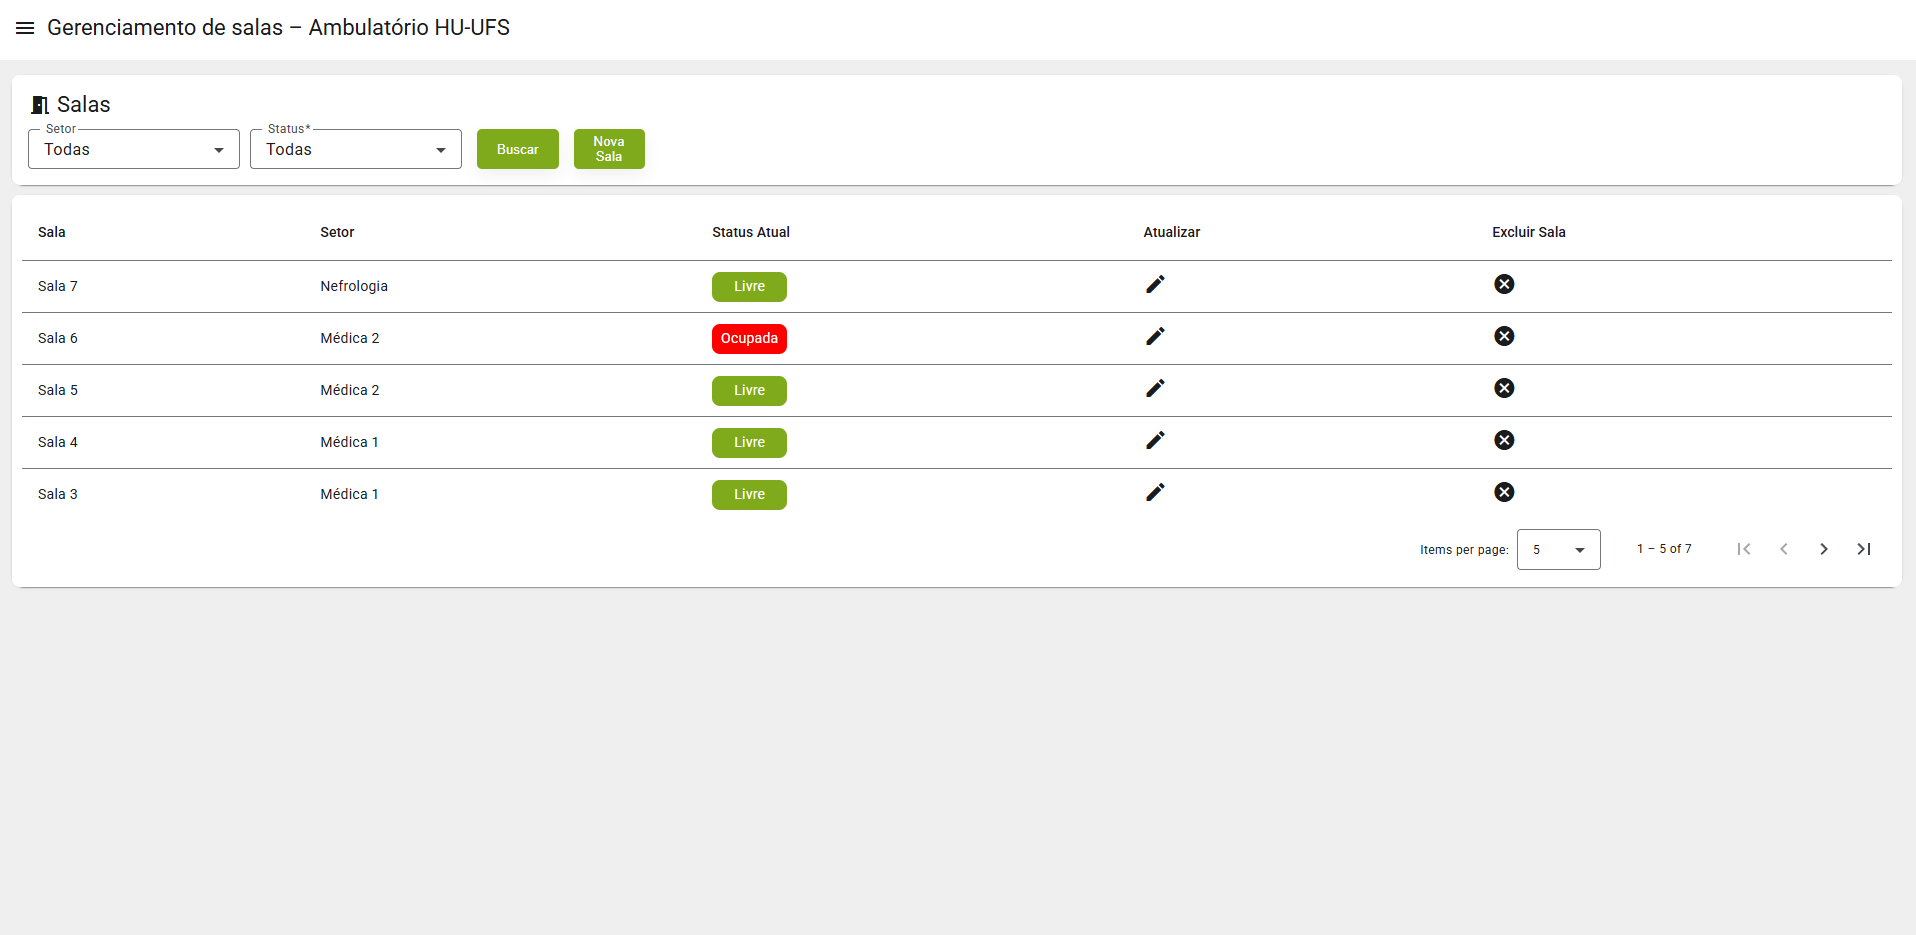 Gerenciamento de salas – Ambulatório HU-UFS
Salas
Setor
Todas
Status*
Todas
Buscar
Nova
Sala
Sala Setor Status Atual Atualizar Excluir Sala
Sala 7 Nefrologia Livre
Sala 6 Médica 2 Ocupada
Sala 5 Médica 2 Livre
Sala 4 Médica 1 Livre
Sala 3 Médica 1 Livre
Items per page: 5 1 – 5 of 7